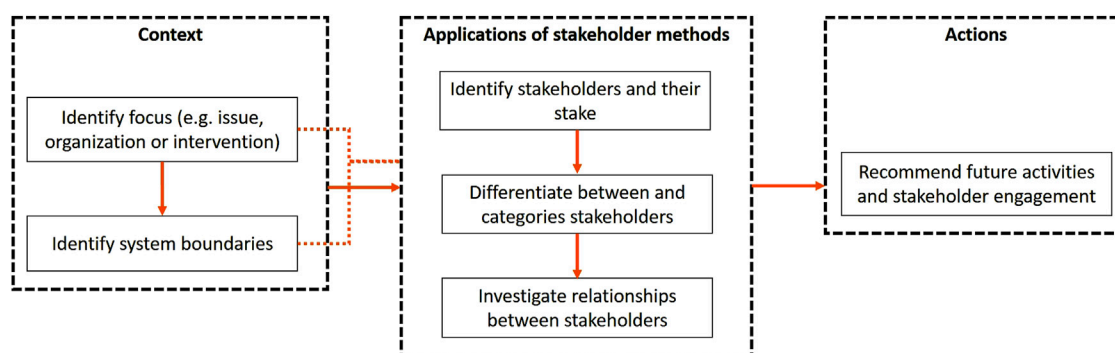 Context
Identify focus (e.g. issue,
organization or intervention)
Identify system boundaries
Applications of stakeholder methods
Identify stakeholders and their
stake
Differentiate between and
categories stakeholders
Investigate relationships
between stakeholders
Actions
Recommend future activities
and stakeholder engagement